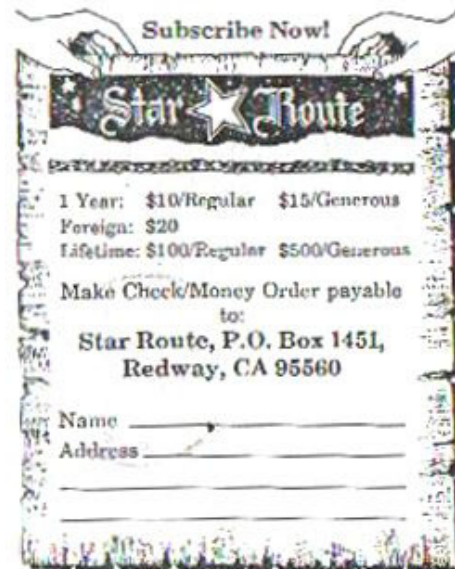 Subscribe Now!
Star Route
1 Year: $10/Regular $15/Generous
Foreign: $20
Lifetime: $100/Regular $500/Generous
Make Check/Money Order payable
to:
Star Route, P.O. Box 1451,
Redway, CA 95560
Name
Address